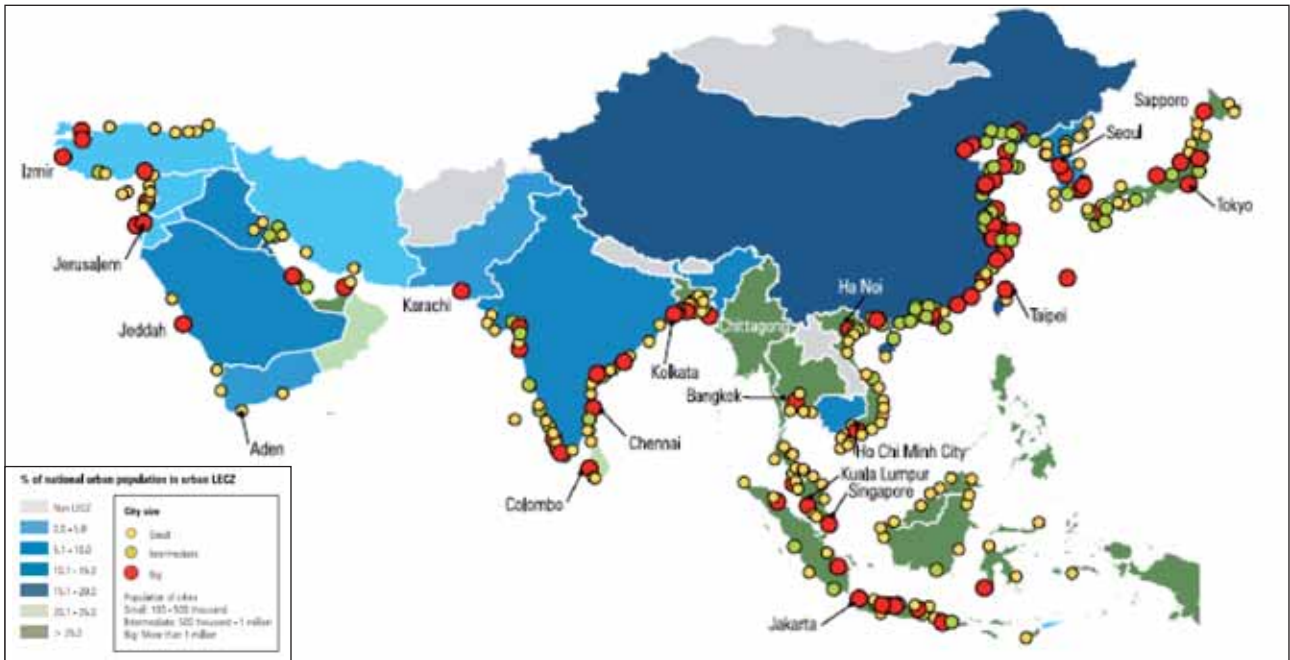 Sapporo
Seoul
Izmir
Tokyo
Jerusalem
Karachi
Ha Noi
Taipei
Jeddah
Chittagong
Kolkata
Bangkok
Aden
Chennai
Ho Chi Minh City
Kuala Lumpur
Singapore
Colombo
Jakarta
% of national urban population in urban LECZ
Non LECZ
City size
Small
Intermediate
Big
Population of cities
Small: 100 - 500 thousand
Intermediate: 500 thousand - 1 million
Big: More than 1 million